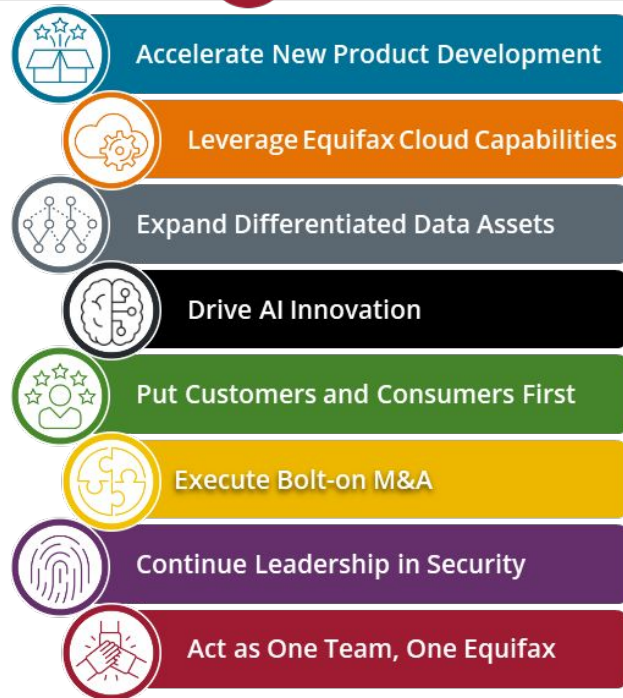 Accelerate New Product Development
Leverage Equifax Cloud Capabilities
Expand Differentiated Data Assets
Drive AI Innovation
Put Customers and Consumers First
Execute Bolt-on M&A
Continue Leadership in Security
Act as One Team, One Equifax